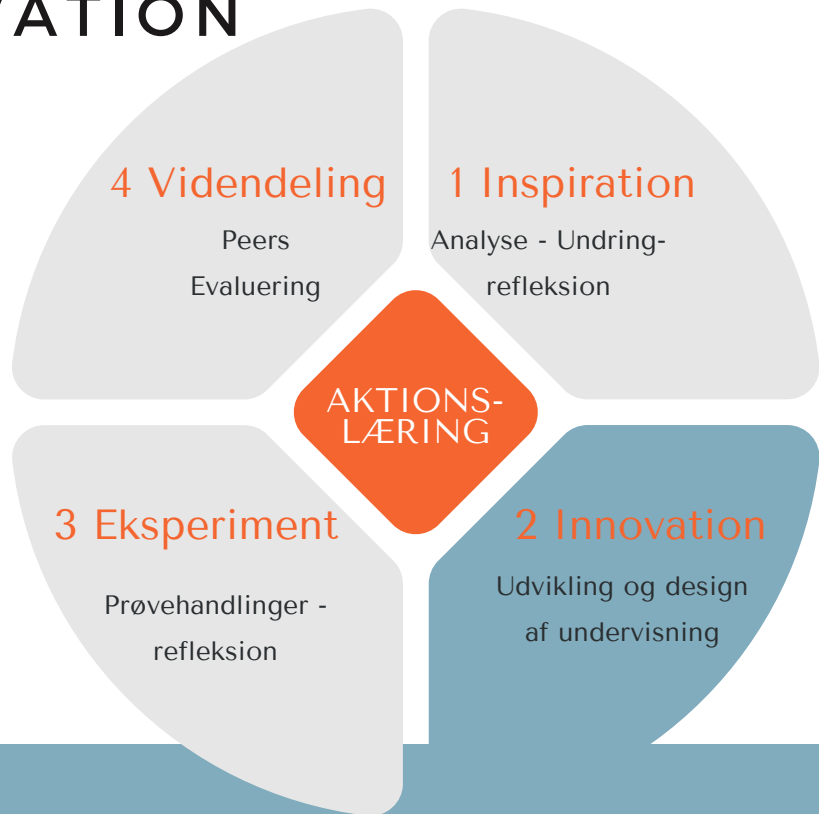 VATION
4 Videndeling
Peers
Evaluering
1 Inspiration
Analyse - Undring-
refleksion
AKTIONS-
LÆRING
3 Eksperiment
Prøvehandlinger -
refleksion
2 Innovation
Udvikling og design
af undervisning